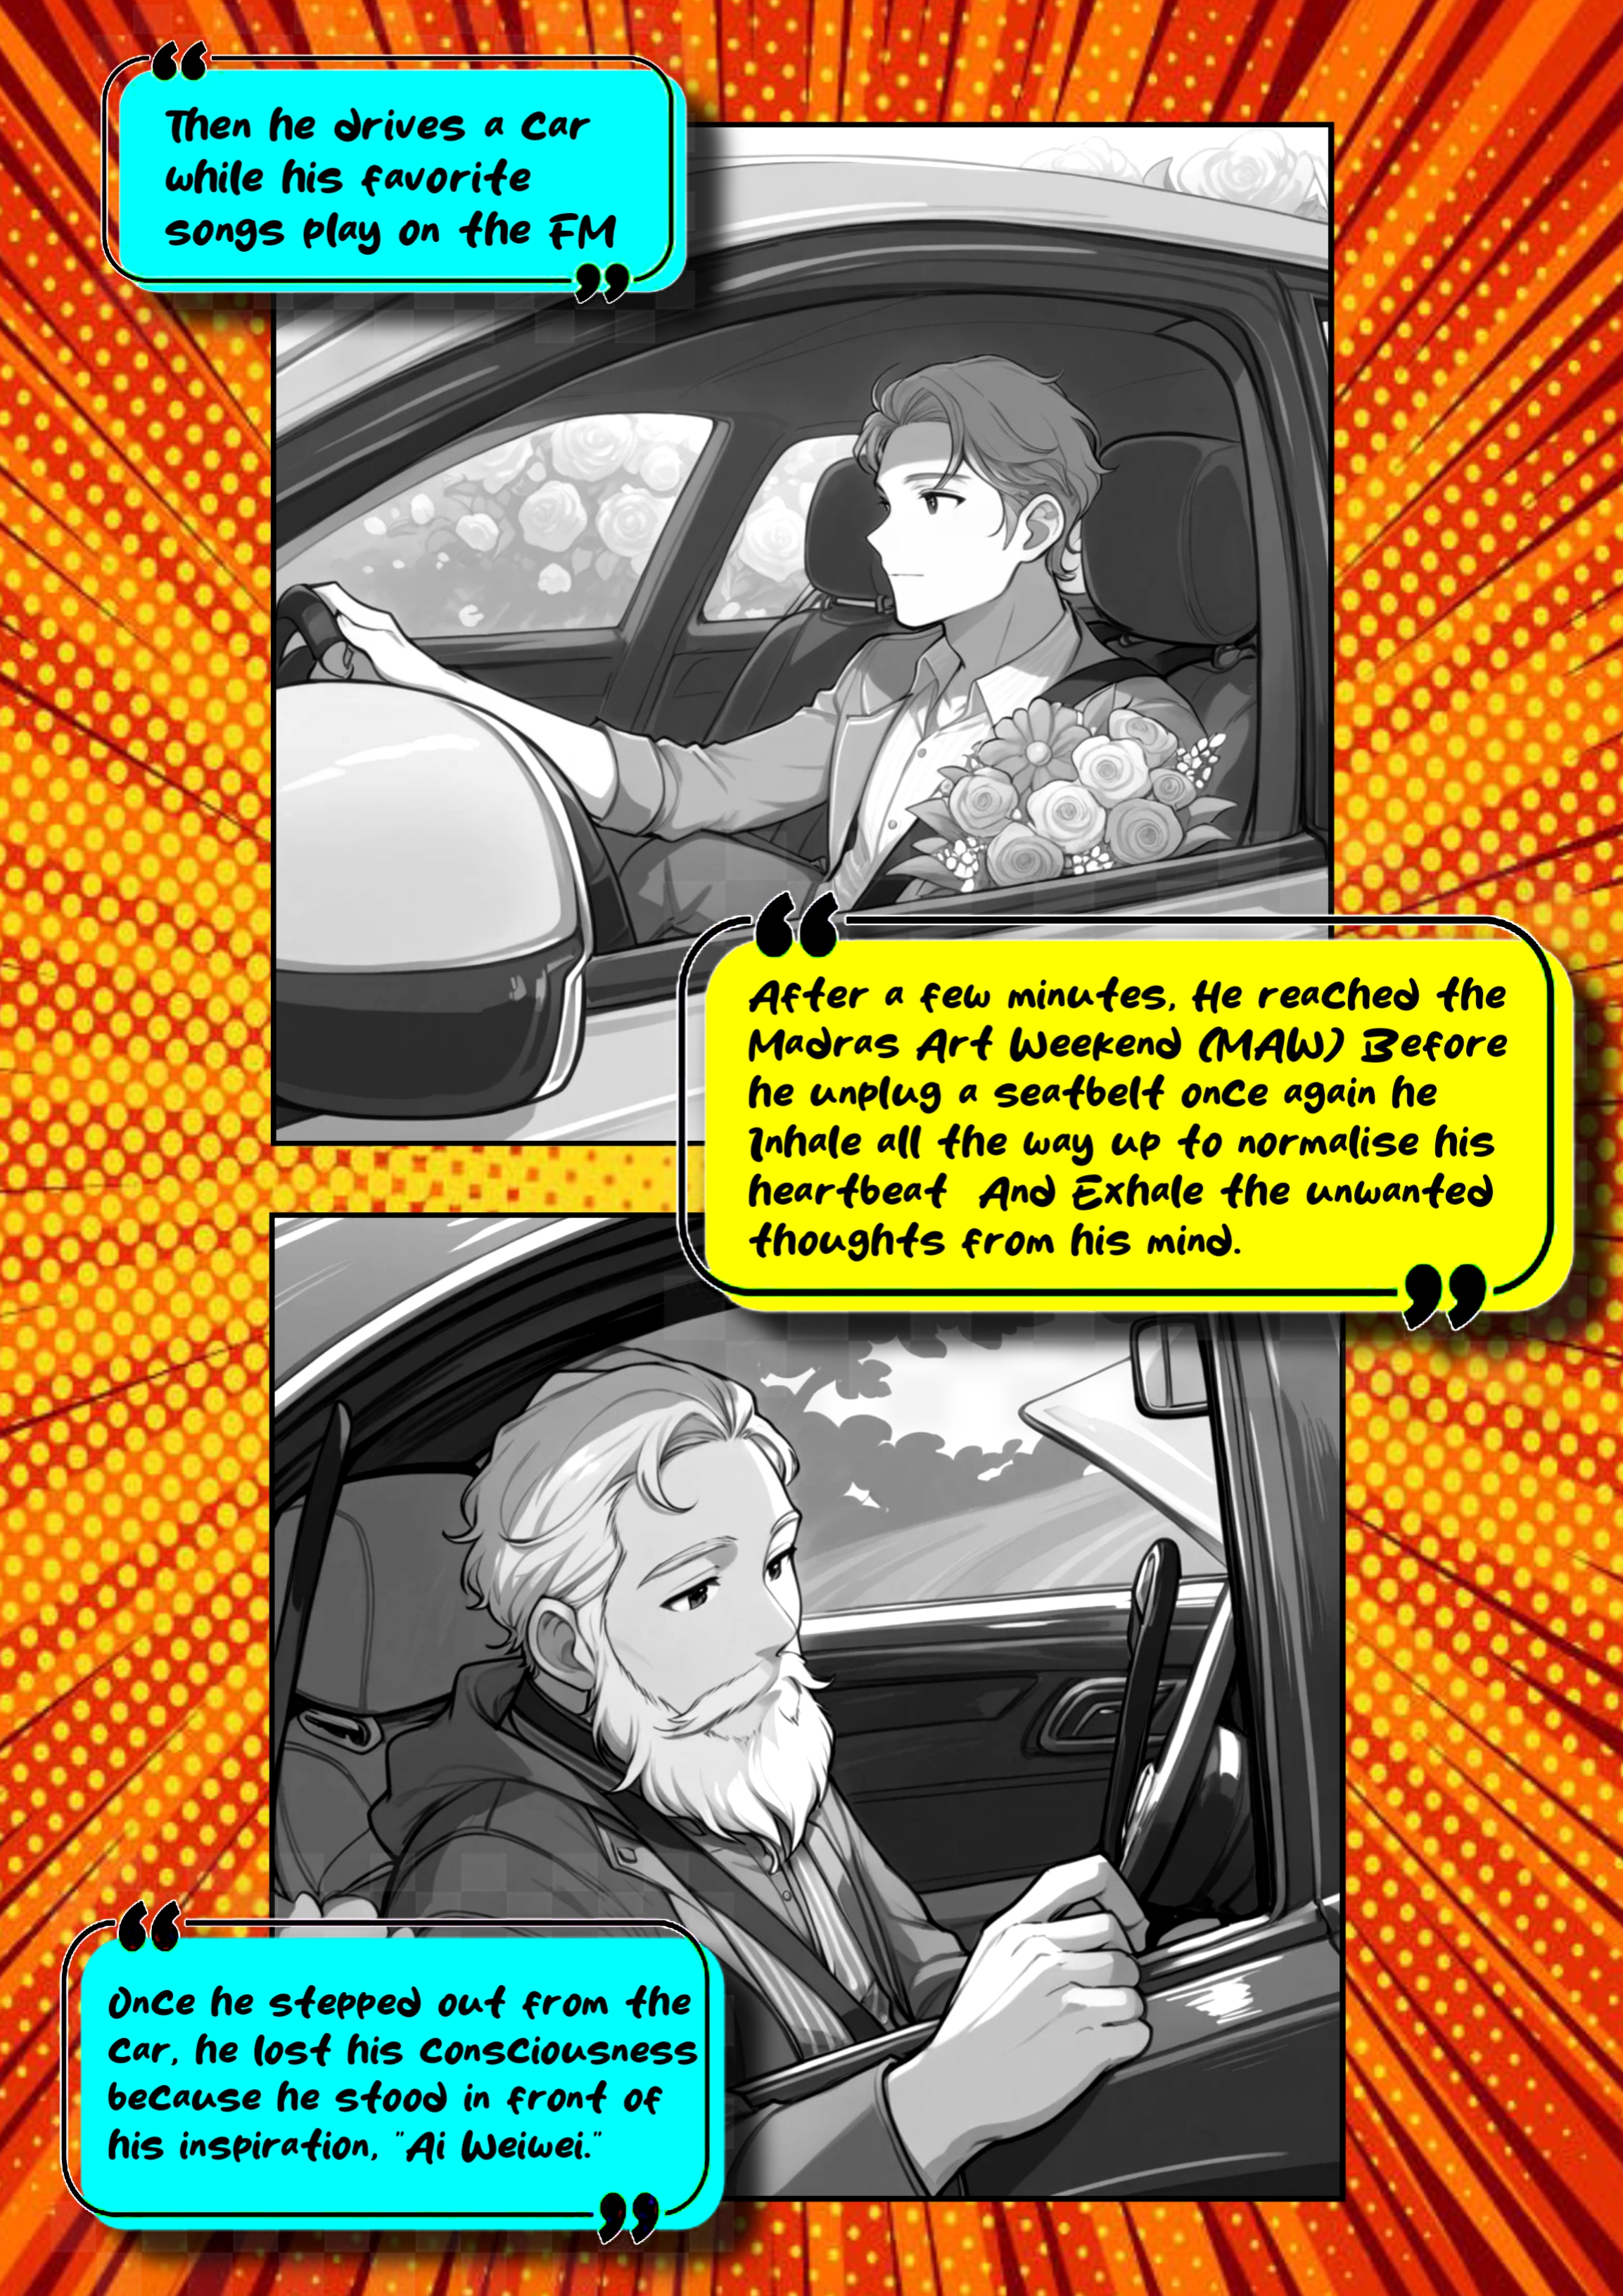 Then he drives a Car
while his favorite
songs play on the FM
After a few minutes, He reached the
Madras Art Weekend (MAW) Before
he unplug a seatbelt once again he
Inhale all the way up to normalise his
heartbeat And Exhale the unwanted
thoughts from his mind.
Once he stepped out from the
Car, he lost his Consciousness
because he stood in front of
his inspiration, "Ai Weiwei."